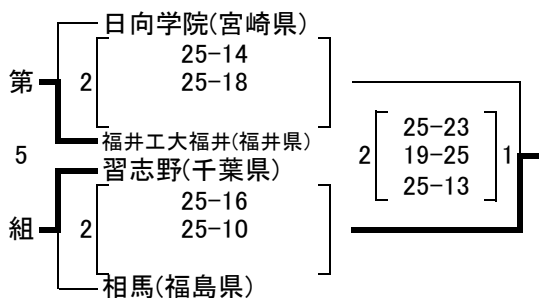 日向学院(宮崎県)
25-14
第 2 25-18
福井工大福井(福井県)
5
習志野(千葉県)
25-16
組 2 25-10
相馬(福島県)
25-23
2 19-25 1
25-13